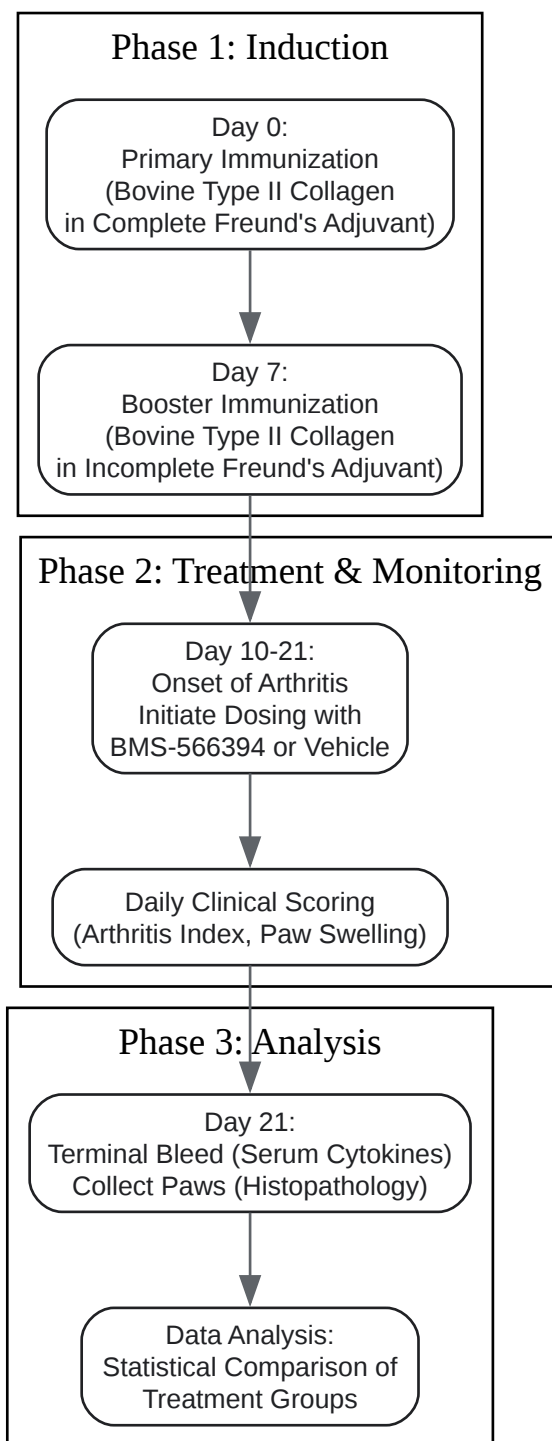 Phase 1: Induction
Day 0:
Primary Immunization
(Bovine Type II Collagen
in Complete Freund's Adjuvant)
Day 7:
Booster Immunization
(Bovine Type II Collagen
in Incomplete Freund's Adjuvant)
Phase 2: Treatment & Monitoring
Day 10-21:
Onset of Arthritis
Initiate Dosing with
BMS-566394 or Vehicle
Daily Clinical Scoring
(Arthritis Index, Paw Swelling)
Phase 3: Analysis
Day 21:
Terminal Bleed (Serum Cytokines)
Collect Paws (Histopathology)
Data Analysis:
Statistical Comparison of
Treatment Groups